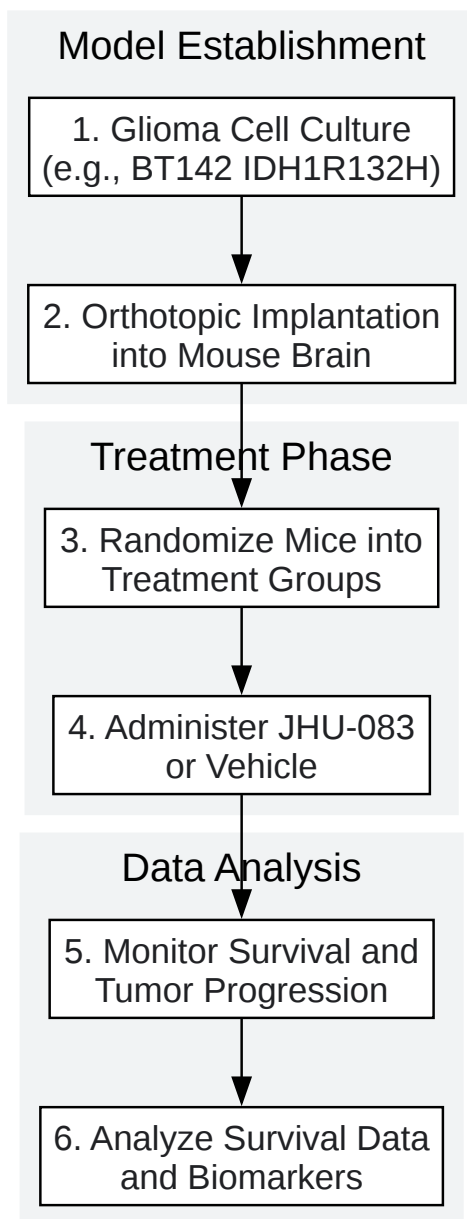 Model Establishment
1. Glioma Cell Culture
(e.g., BT142 IDH1R132H)
2. Orthotopic Implantation
into Mouse Brain
Treatment Phase
3. Randomize Mice into
Treatment Groups
4. Administer JHU-083
or Vehicle
Data Analysis
5. Monitor Survival and
Tumor Progression
6. Analyze Survival Data
and Biomarkers